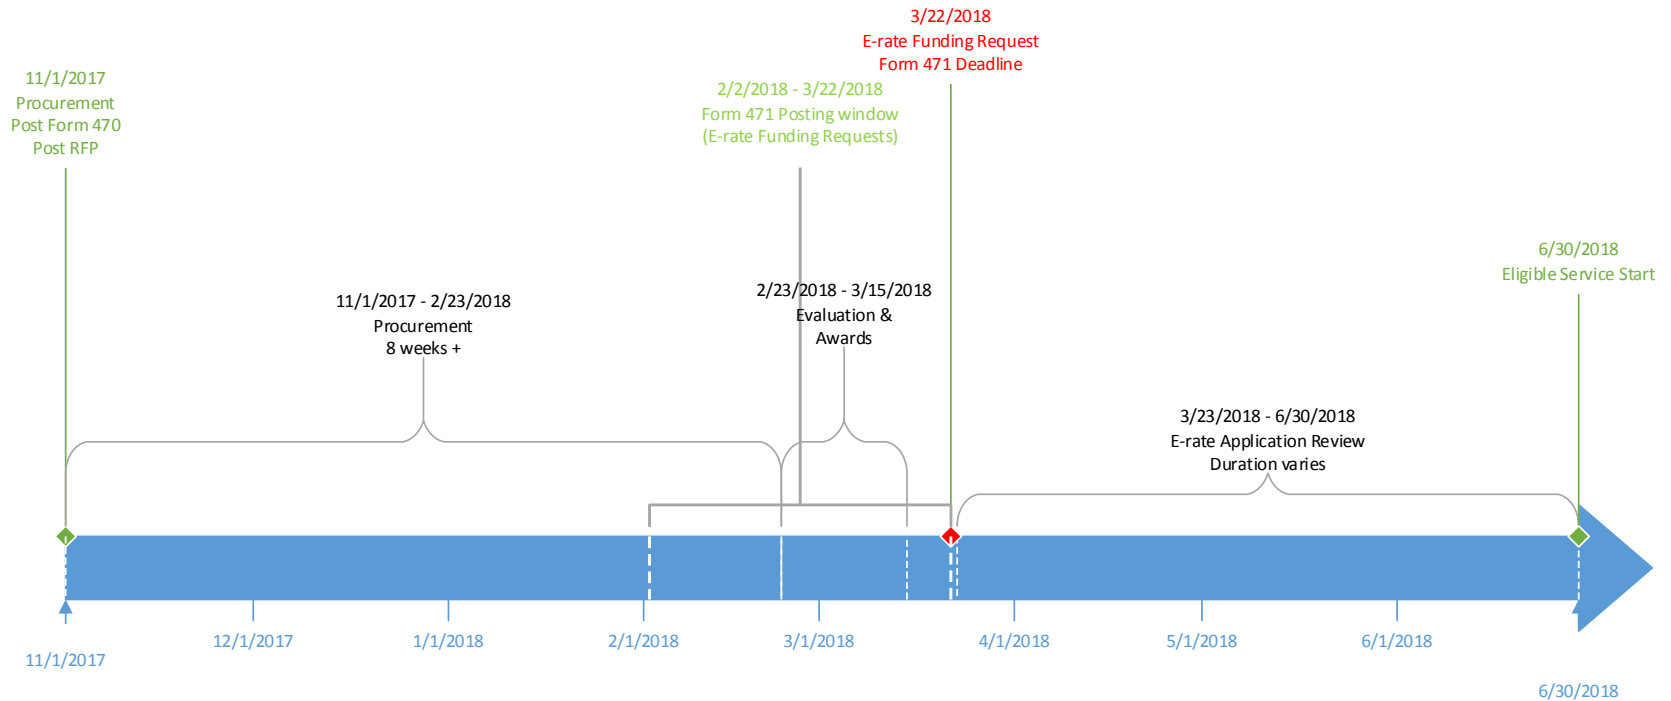 3/22/2018
E-rate Funding Request
Form 471 Deadline
11/1/2017
Procurement
Post Form 470
Post RFP
2/2/2018 - 3/22/2018
Form 471 Posting window
(E-rate Funding Requests)
6/30/2018
Eligible Service Start
11/1/2017 - 2/23/2018
Procurement
8 weeks +
2/23/2018 - 3/15/2018
Evaluation &
Awards
3/23/2018 - 6/30/2018
E-rate Application Review
Duration varies
12/1/2017
1/1/2018
2/1/2018
3/1/2018
4/1/2018
5/1/2018
6/1/2018
11/1/2017
6/30/2018